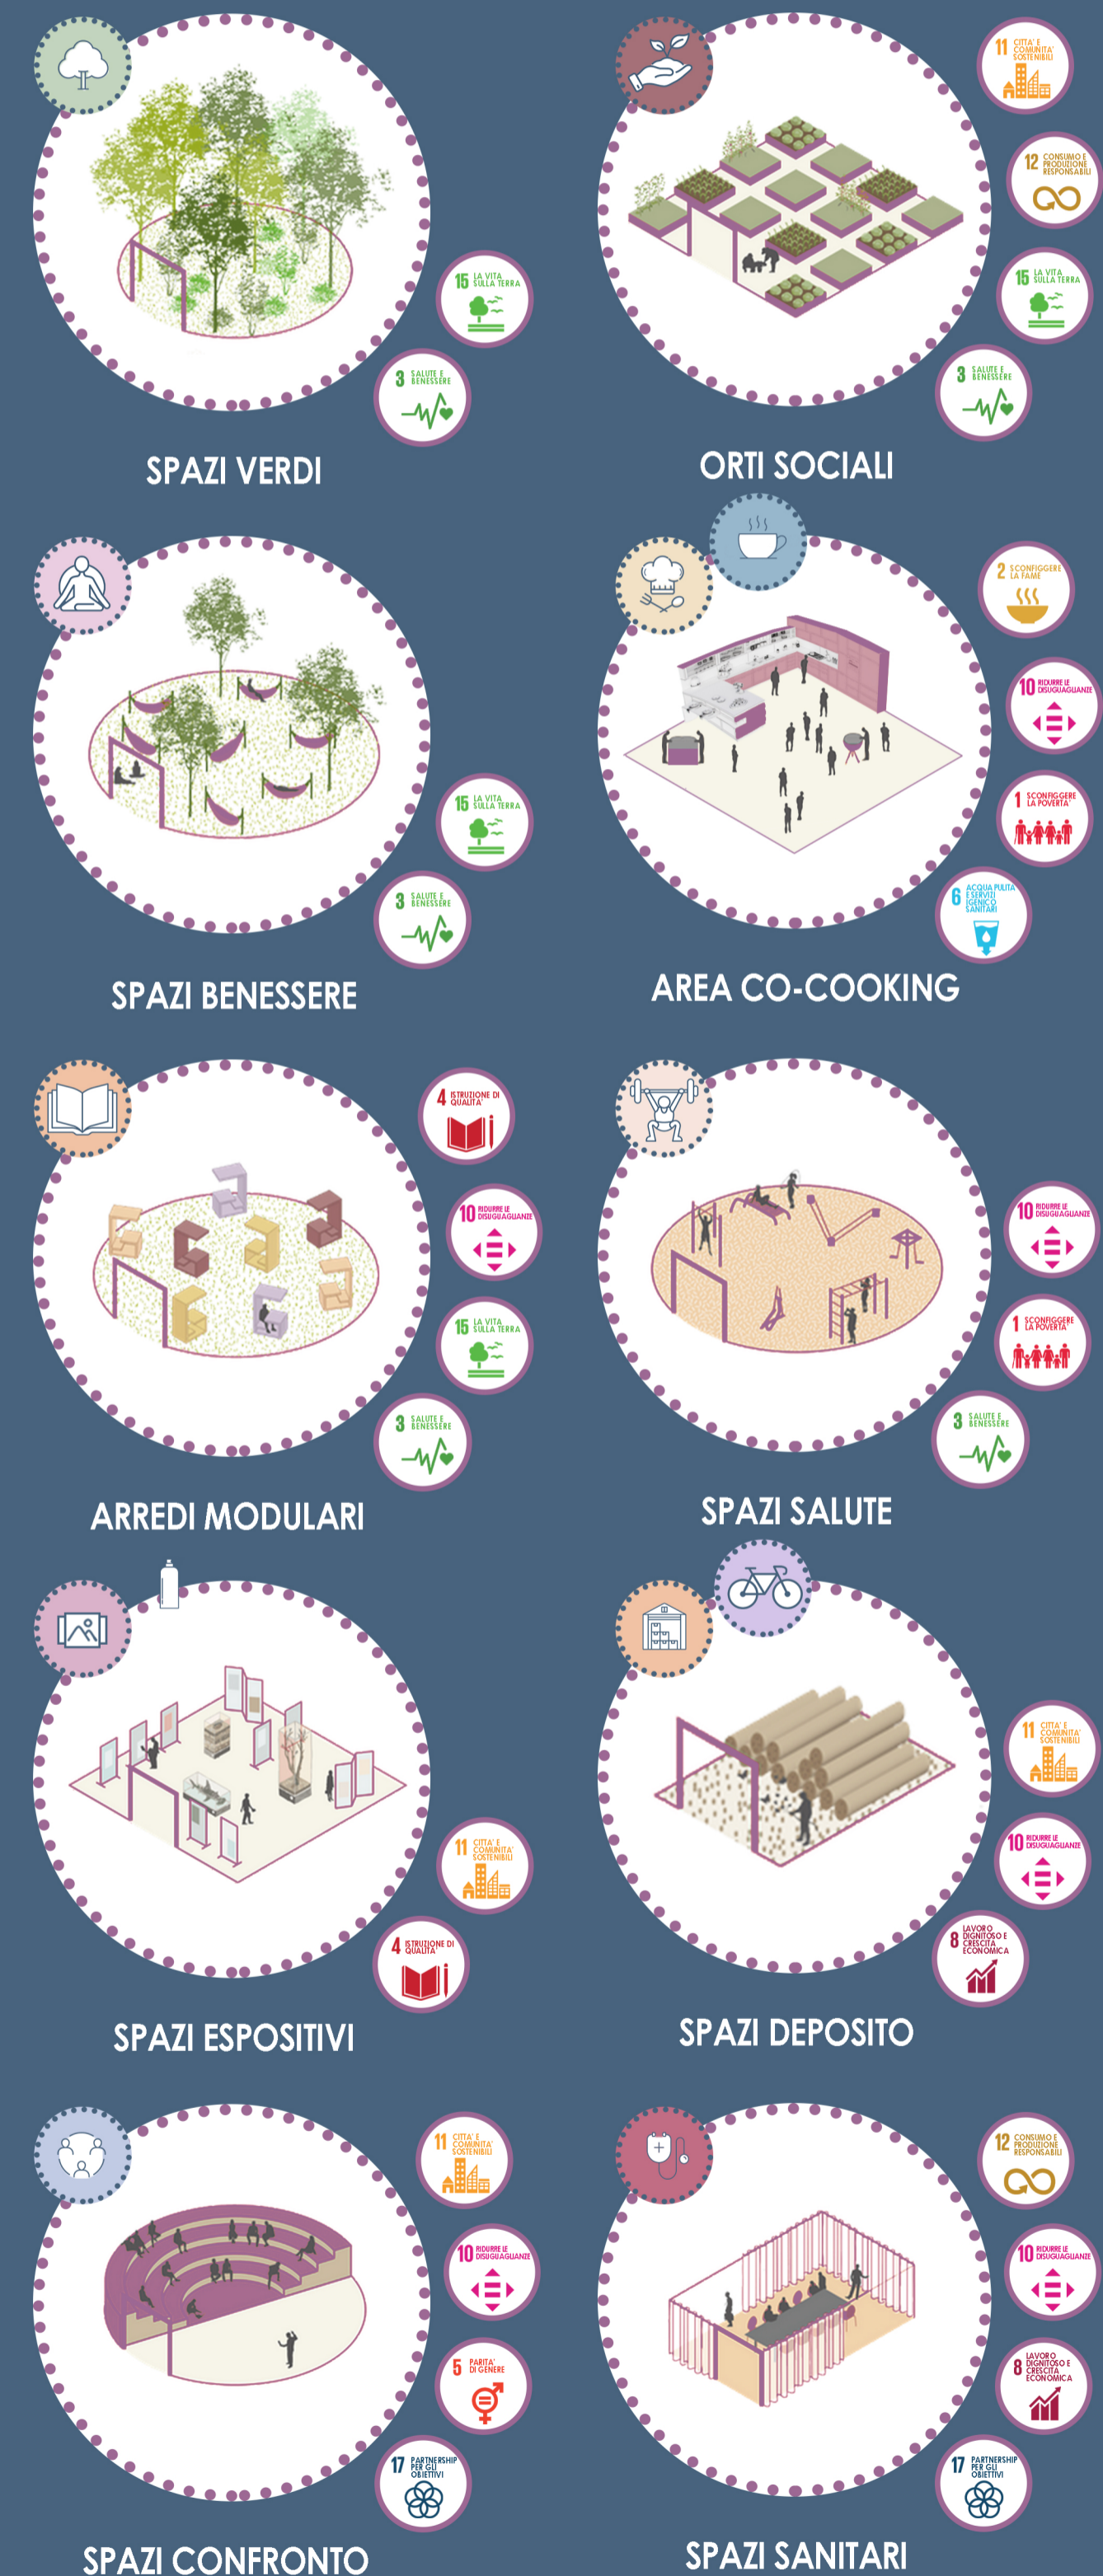 11 CITTA' E
COMUNITA'
SOSTENIBILI
12 CONSUMO E
PRODUZIONE
RESPONSABILI
15 LA VITA
SULLA TERRA
15 LA VITA
SULLA TERRA
3 SALUTE E
BENESSERE
3 SALUTE E
BENESSERE
SPAZI VERDI
ORTI SOCIALI
2 SCONFIGGERE
LA FAME
10 RIDURRE LE
DISUGUAGLIANZE
15 LA VITA
SULLA TERRA
1 SCONFIGGERE
LA POVERTA'
3 SALUTE E
BENESSERE
6 ACQUA PULITA
E SERVIZI
IGENICO
SANITARI
SPAZI BENESSERE
AREA CO-COOKING
4 ISTRUZIONE DI
QUALITA'
10 RIDURRE LE
DISUGUAGLIANZE
10 RIDURRE LE
DISUGUAGLIANZE
15 LA VITA
SULLA TERRA
1 SCONFIGGERE
LA POVERTA'
3 SALUTE E
BENESSERE
3 SALUTE E
BENESSERE
ARREDI MODULARI
SPAZI SALUTE
11 CITTA' E
COMUNITA'
SOSTENIBILI
11 CITTA' E
COMUNITA'
SOSTENIBILI
10 RIDURRE LE
DISUGUAGLIANZE
4 ISTRUZIONE DI
QUALITA'
8 LAVORO
DIGNITOSO E
CRESCITA
ECONOMICA
SPAZI ESPOSITIVI
SPAZI DEPOSITO
11 CITTA' E
COMUNITA'
SOSTENIBILI
12 CONSUMO E
PRODUZIONE
RESPONSABILI
10 RIDURRE LE
DISUGUAGLIANZE
10 RIDURRE LE
DISUGUAGLIANZE
5 PARITA'
DI GENERE
8 LAVORO
DIGNITOSO E
CRESCITA
ECONOMICA
17 PARTNERSHIP
PER GLI
OBIETTIVI
17 PARTNERSHIP
PER GLI
OBIETTIVI
SPAZI CONFRONTO
SPAZI SANITARI